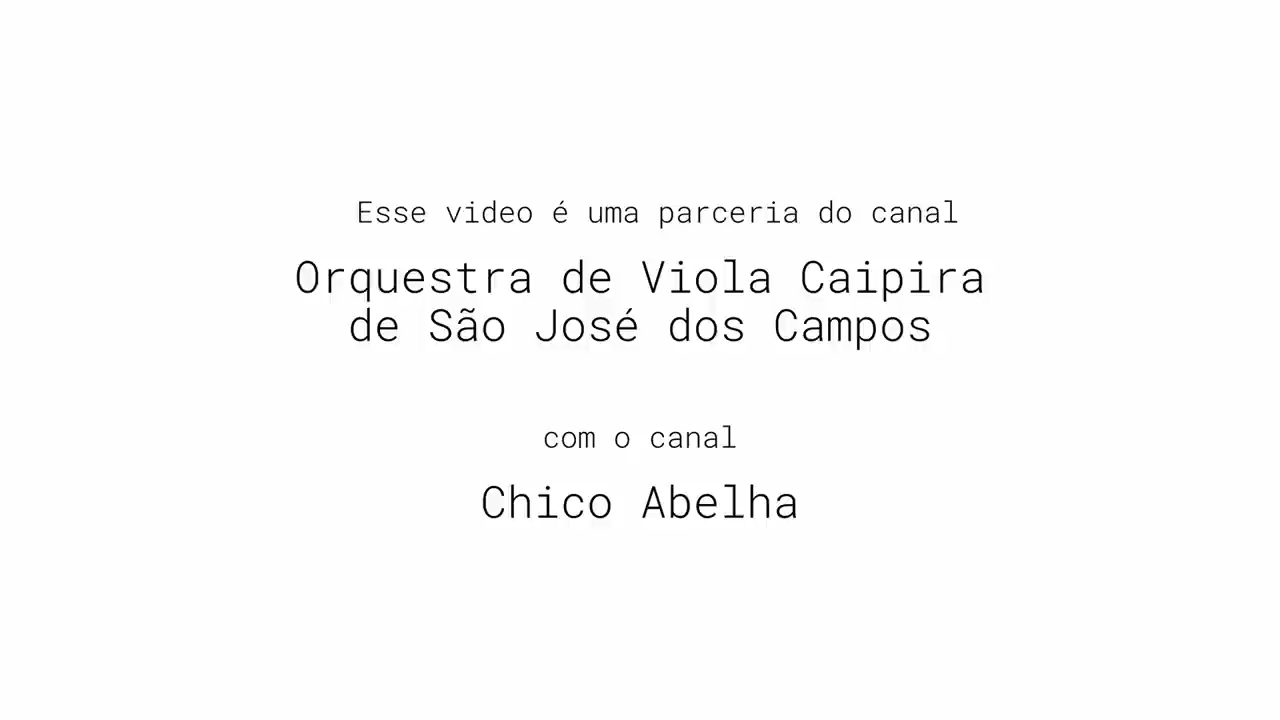 Esse video é uma parceria do canal
Orquestra de Viola Caipira
de São José dos Campos
com o canal
Chico Abelha